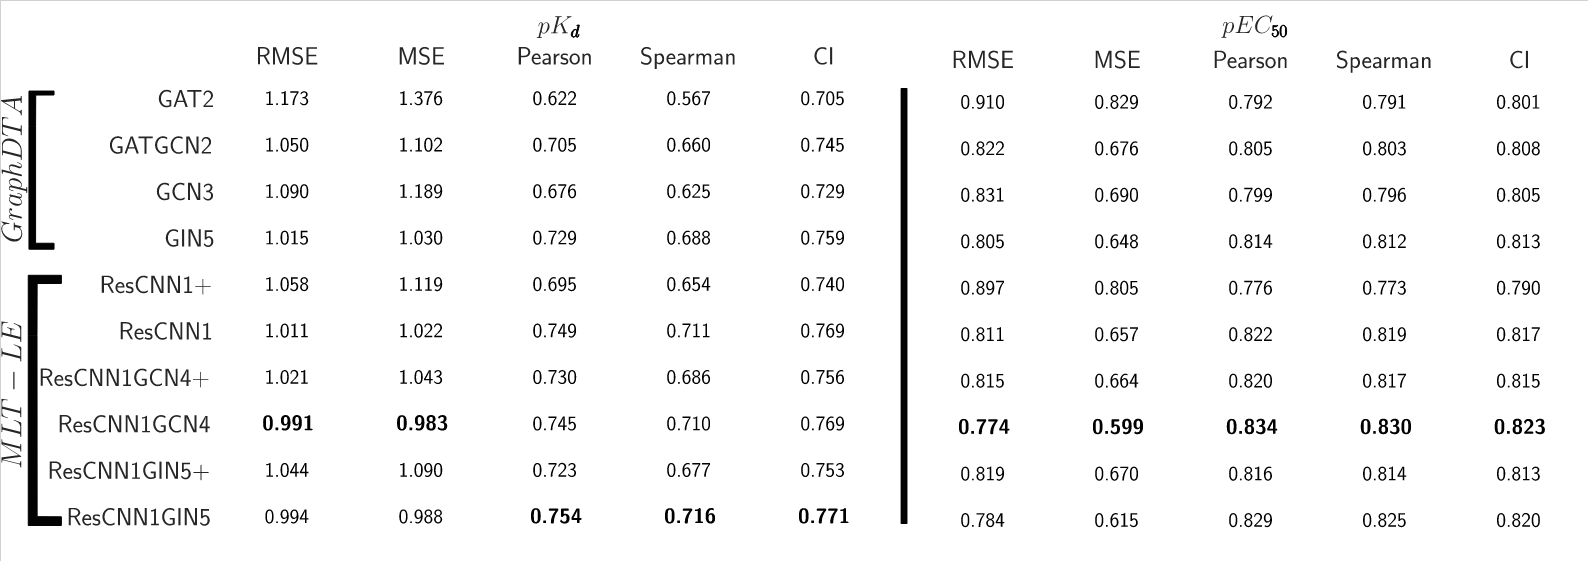 pK_d pEC_50
RMSE MSE Pearson Spearman CI RMSE MSE Pearson Spearman CI
GraphDTA
GAT2 1.173 1.376 0.622 0.567 0.705 0.910 0.829 0.792 0.791 0.801
GATGCN2 1.050 1.102 0.705 0.660 0.745 0.822 0.676 0.805 0.803 0.808
GCN3 1.090 1.189 0.676 0.625 0.729 0.831 0.690 0.799 0.796 0.805
GIN5 1.015 1.030 0.729 0.688 0.759 0.805 0.648 0.814 0.812 0.813
MLT − LE
ResCNN1+ 1.058 1.119 0.695 0.654 0.740 0.897 0.805 0.776 0.773 0.790
ResCNN1 1.011 1.022 0.749 0.711 0.769 0.811 0.657 0.822 0.819 0.817
ResCNN1GCN4+ 1.021 1.043 0.730 0.686 0.756 0.815 0.664 0.820 0.817 0.815
ResCNN1GCN4 0.991 0.983 0.745 0.710 0.769 0.774 0.599 0.834 0.830 0.823
ResCNN1GIN5+ 1.044 1.090 0.723 0.677 0.753 0.819 0.670 0.816 0.814 0.813
ResCNN1GIN5 0.994 0.988 0.754 0.716 0.771 0.784 0.615 0.829 0.825 0.820